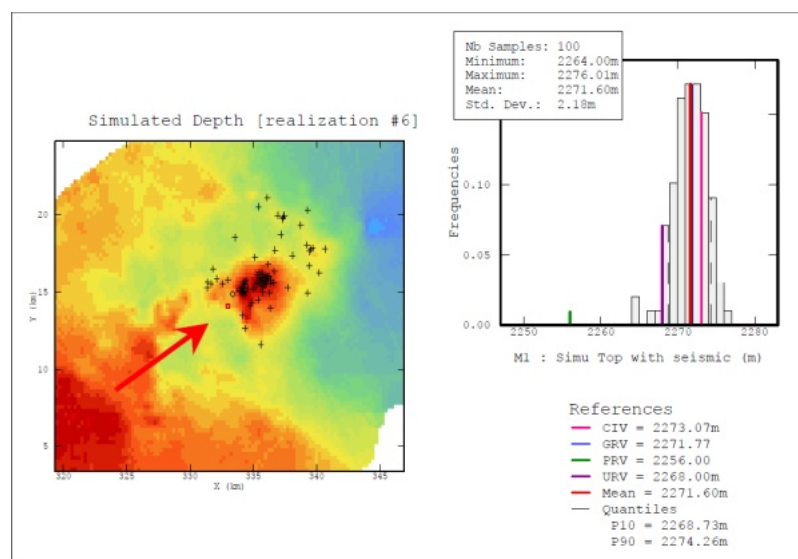 Simulated Depth [realization #6]
20
15
10
5
Y (km)
320
325
330
335
340
345
X (km)
Nb Samples: 100
Minimum: 2264.00m
Maximum: 2276.01m
Mean: 2271.60m
Std. Dev.: 2.18m
Frequencies
0.10
0.05
0.00
2250
2260
2270
2280
M1 : Simu Top with seismic (m)
References
CIV = 2273.07m
GRV = 2271.77
PRV = 2256.00
URV = 2268.00m
Mean = 2271.60m
Quantiles
P10 = 2268.73m
P90 = 2274.26m